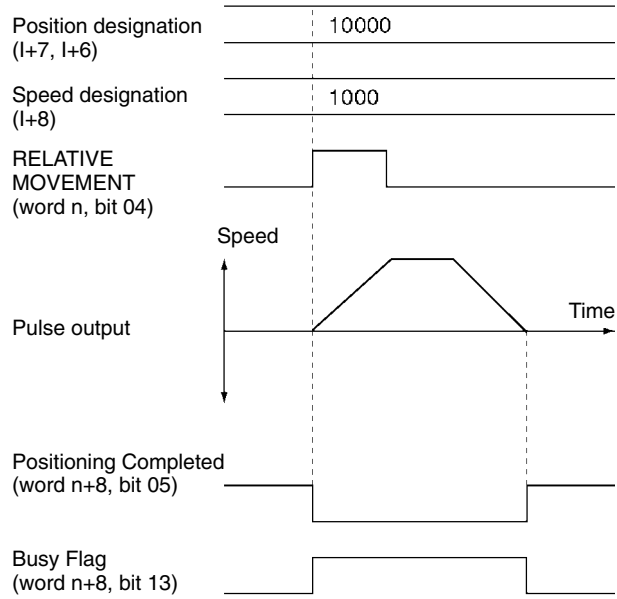 Position designation
(I+7, I+6)
10000
Speed designation
(I+8)
1000
RELATIVE
MOVEMENT
(word n, bit 04)
Speed
Time
Pulse output
Positioning Completed
(word n+8, bit 05)
Busy Flag
(word n+8, bit 13)